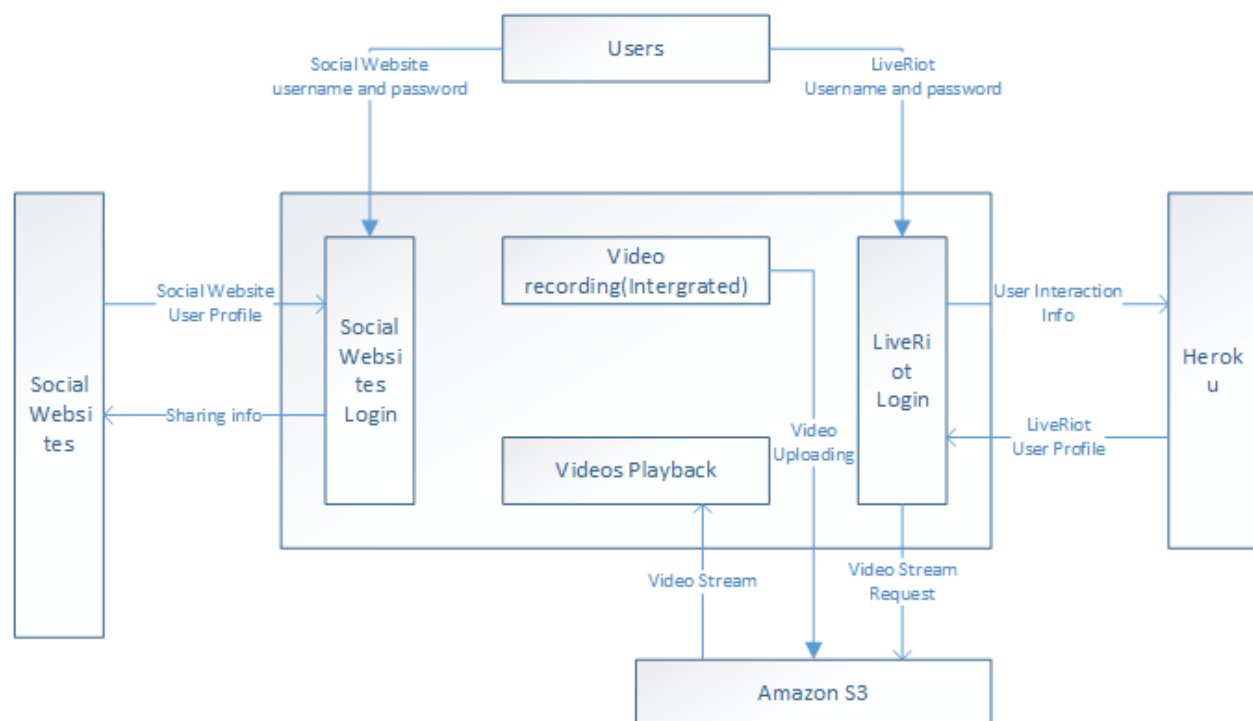 Users
Social Website
username and password
LiveRiot
Username and password
Video
recording(Intergrated)
Social Website
User Profile
User Interaction
Info
Social
Websi
tes
Login
LiveRi
ot
Login
Social
Websi
tes
Herok
u
Sharing info
Video
Uploading
LiveRiot
User Profile
Videos Playback
Video Stream
Video Stream
Request
Amazon S3